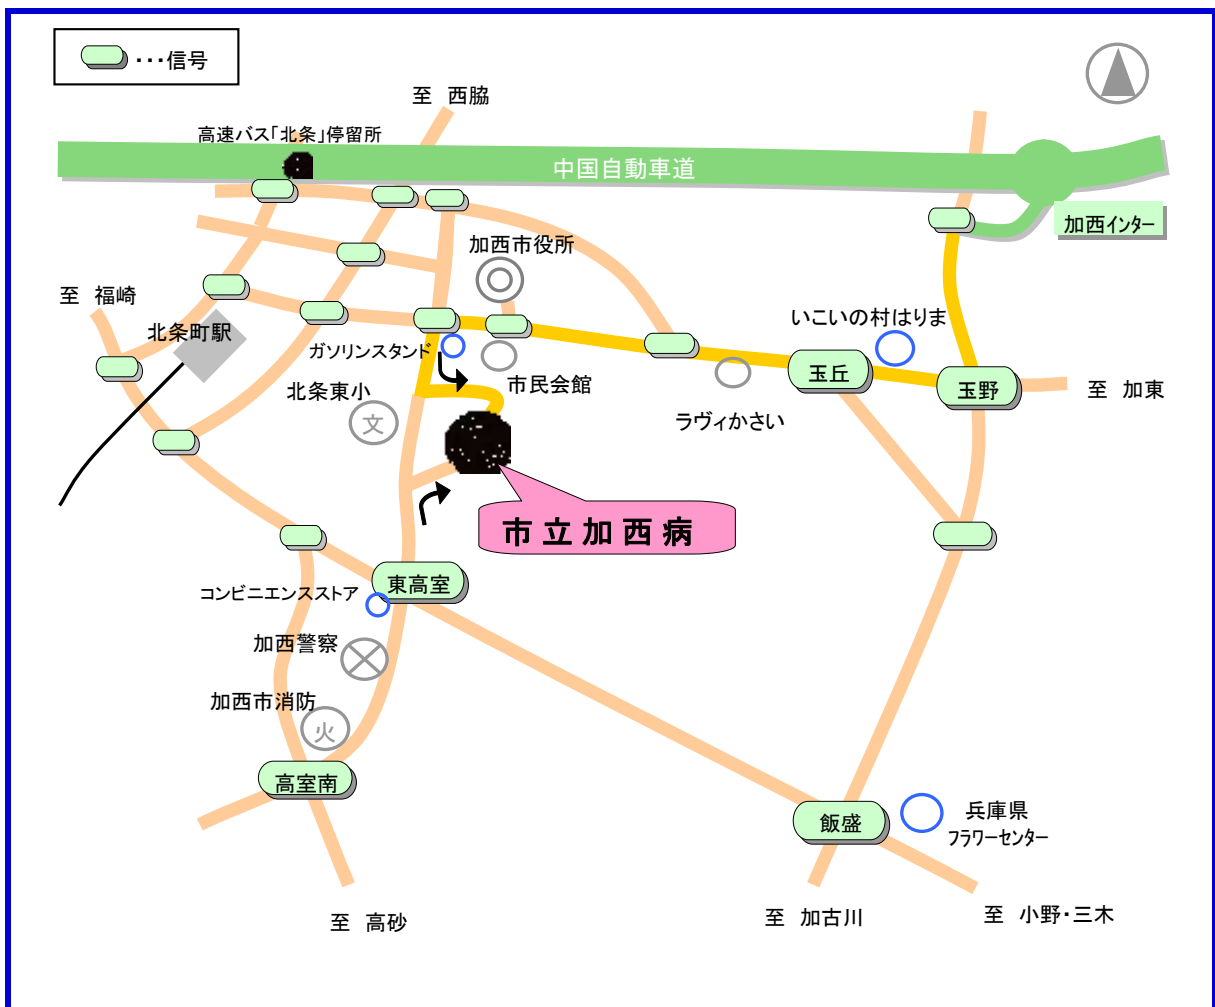 ･･･信号
至　西脇
高速バス｢北条｣停留所
中国自動車道
加西ｲﾝﾀｰ
加西市役所
至　福崎
北条町駅
ガソリンスタンド
いこいの村はりま
玉丘
玉野
至　加東
市民会館
北条東小
文
ラヴィかさい
市立加西病
東高室
コンビニエンスストア
加西警察
加西市消防
火
高室南
飯盛
兵庫県
ﾌﾗﾜｰｾﾝﾀｰ
至　高砂
至　加古川
至　小野･三木